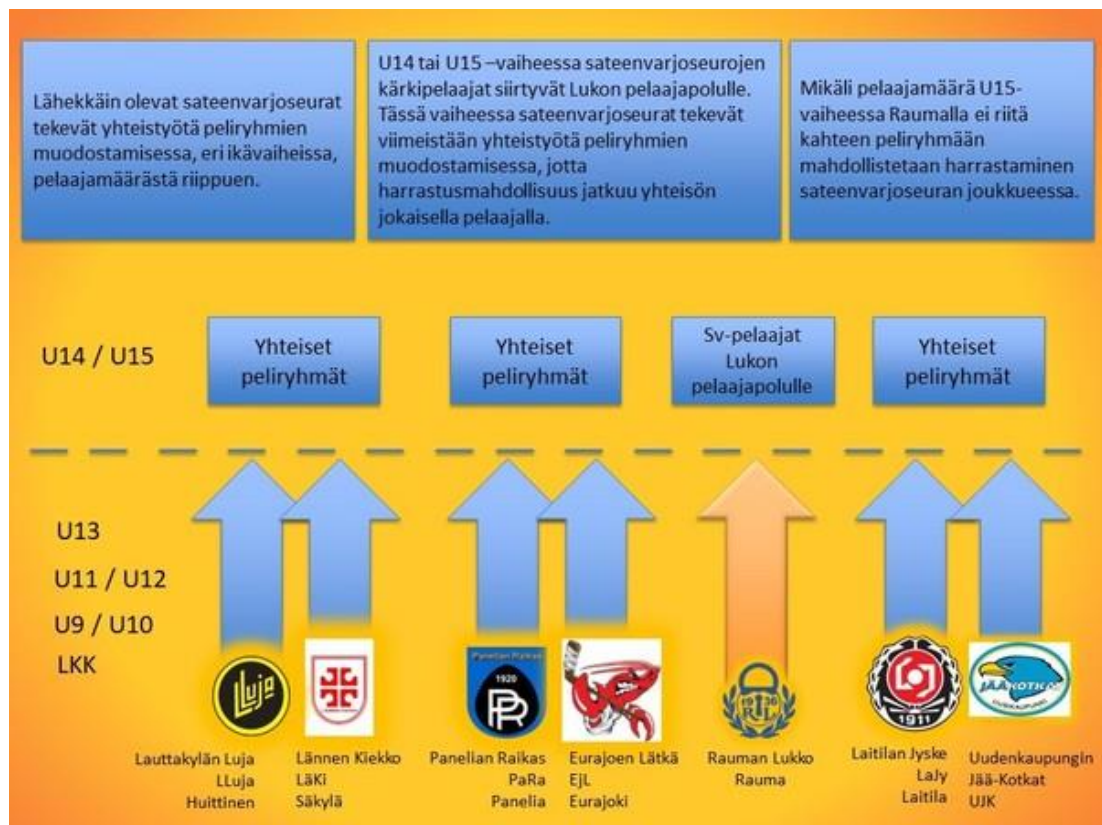 Lähekkäin olevat sateenvarjoseurat
tekevät yhteistyötä peliryhmien
muodostamisessa, eri ikävaiheissa,
pelaajamäärästä riippuen.
U14 tai U15 –vaiheessa sateenvarjoseurojen
kärkipelaajat siirtyvät Lukon pelaajapolulle.
Tässä vaiheessa sateenvarjoseurat tekevät
viimeistään yhteistyötä peliryhmien
muodostamisessa, jotta
harrastusmahdollisuus jatkuu yhteisön
jokaisella pelaajalla.
Mikäli pelaajamäärä U15-
vaiheessa Raumalla ei riitä
kahteen peliryhmään
mahdollistetaan harrastaminen
sateenvarjoseuran joukkueessa.
U14 / U15
Yhteiset
peliryhmät
Yhteiset
peliryhmät
Sv-pelaajat
Lukon
pelaajapolulle
Yhteiset
peliryhmät
U13
U11 / U12
U9 / U10
LKK
LLuja
Panelian Raikas
1920
PR
19 36
RL
1911
JÄÄKOTKAT
UUSIKAUPUNKI
Lauttakylän Luja
LLuja
Huittinen
Lännen Kiekko
LäKi
Säkylä
Panelian Raikas
PaRa
Panelia
Eurajoen Lätkä
EjL
Eurajoki
Rauman Lukko
Rauma
Laitilan Jyske
LaJy
Laitila
Uudenkaupungin
Jää-Kotkat
UJK